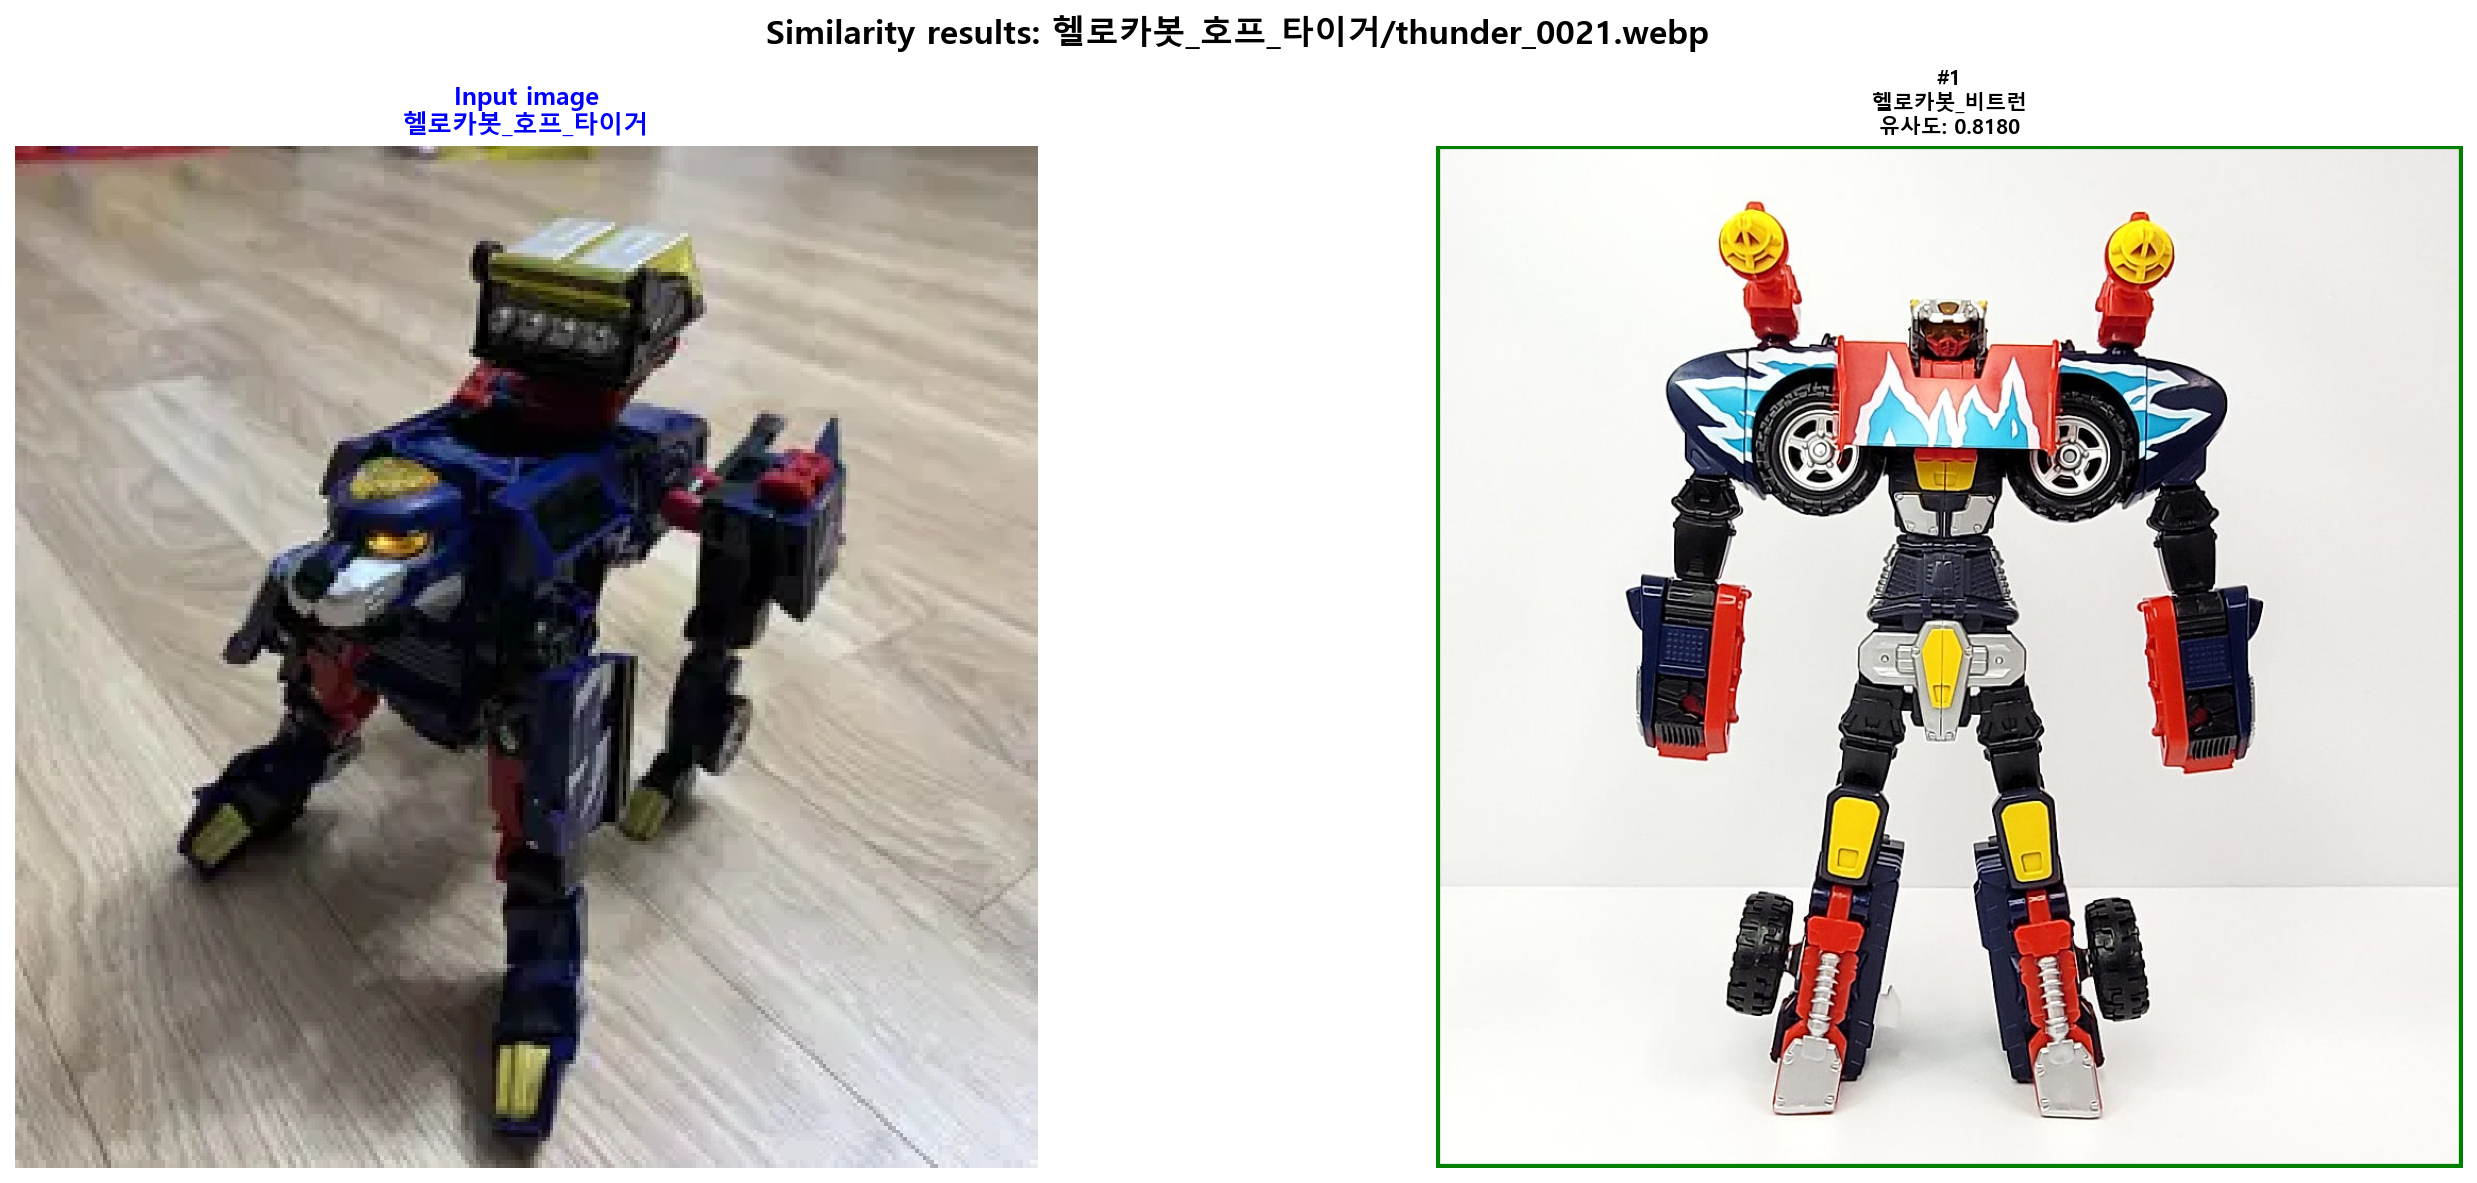 Similarity results: 헬로카봇_호프_타이거/thunder_0021.webp
Input image
헬로카봇_호프_타이거
#1
헬로카봇_비트런
유사도: 0.8180